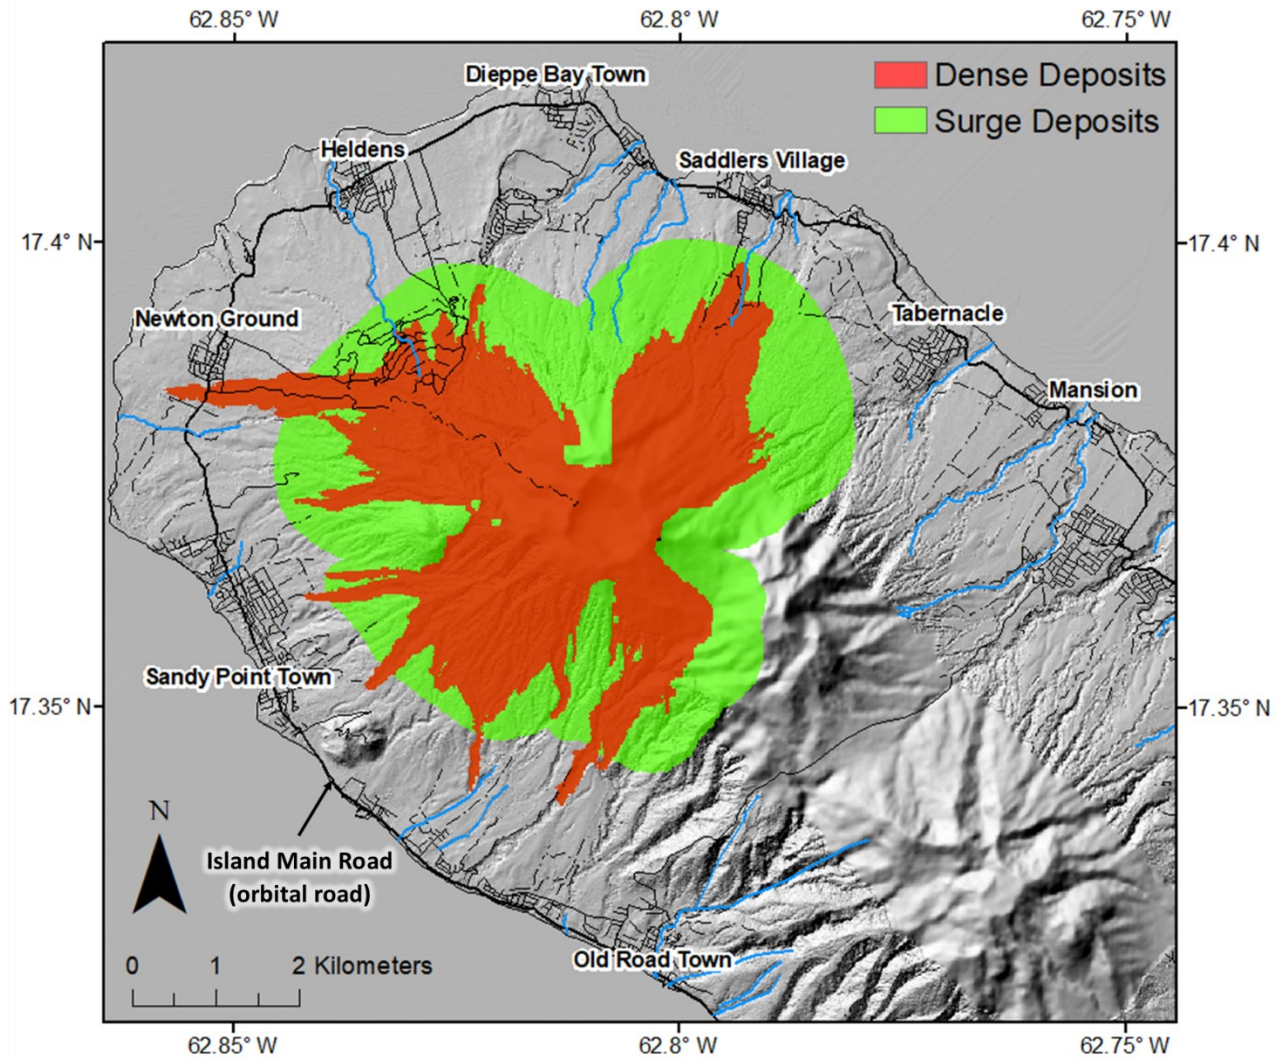 62.85° W
62.8° W
62.75° W
Dieppe Bay Town
Dense Deposits
Surge Deposits
Heldens
Saddlers Village
17.4° N
17.4° N
Newton Ground
Tabernacle
Mansion
Sandy Point Town
17.35° N
17.35° N
N
Island Main Road
(orbital road)
0 1 2 Kilometers
Old Road Town
62.85° W
62.8° W
62.75° W